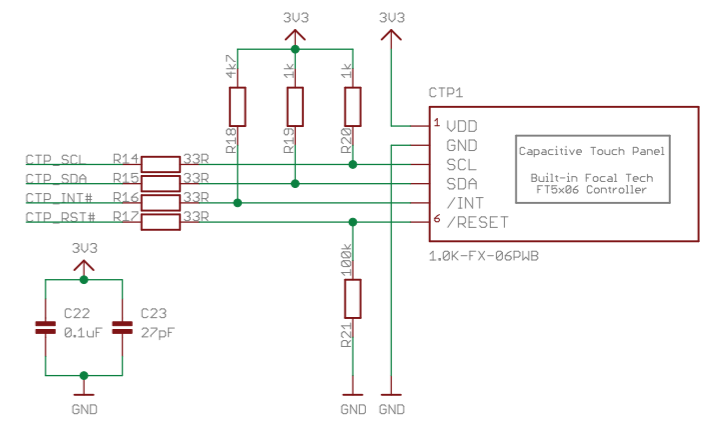 3V3
3V3
4k7
1k
1k
R18
R19
R20
CTP1
1
VDD
GND
SCL
SDA
/INT
6
/RESET
Capacitive Touch Panel
Built-in Focal Tech
FT5x06 Controller
1.0K-FX-06PWB
CTP_SCL R14 33R
CTP_SDA R15 33R
CTP_INT# R16 33R
CTP_RST# R17 33R
100k
R21
3V3
C22
0.1uF
C23
27pF
GND
GND
GND